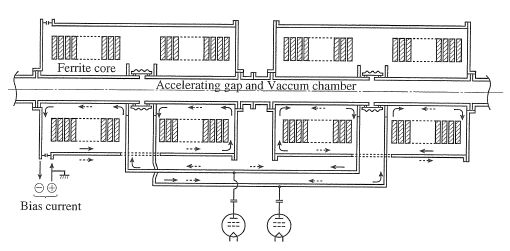 Ferrite core
Accelerating gap and Vaccum chamber
⊖ ⊕
Bias current